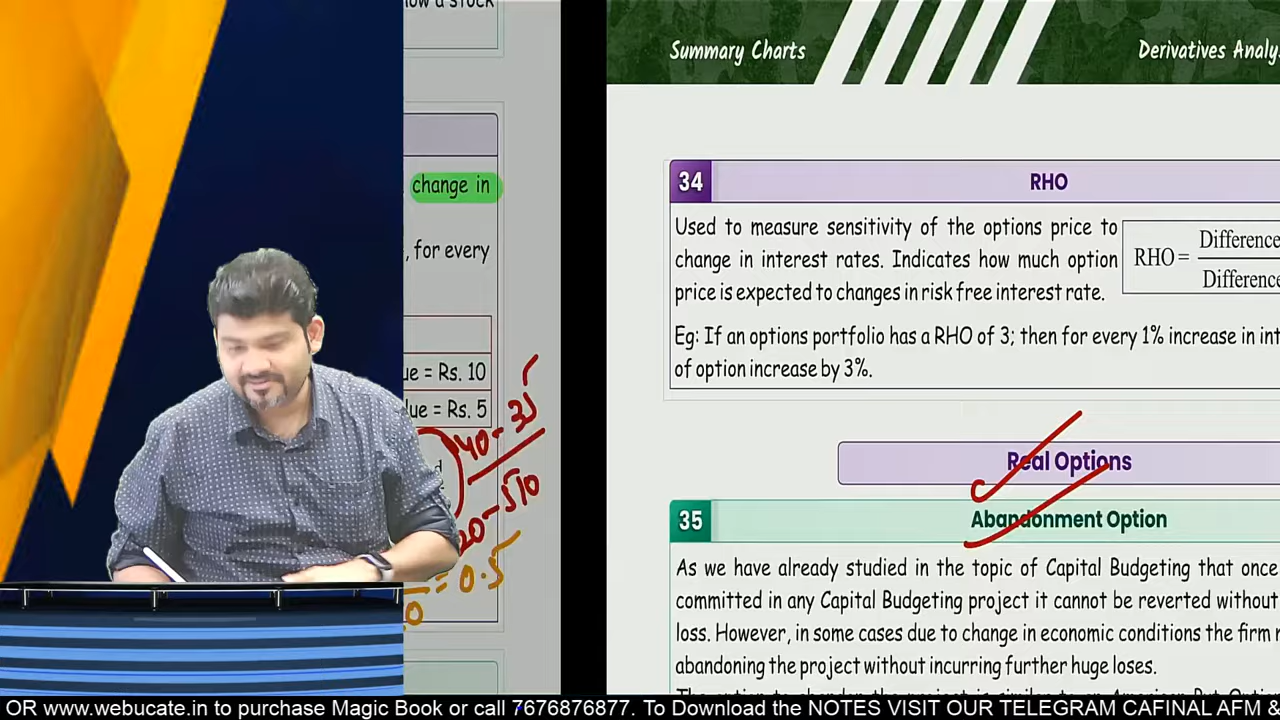 change in
, for every
ue = Rs. 10
lue = Rs. 5
40 - 35
20 - 510
= 0.5
Summary Charts
Derivatives Analys
34
RHO
Used to measure sensitivity of the options price to
change in interest rates. Indicates how much option
price is expected to changes in risk free interest rate.
RHO =
Difference
Difference
Eg: If an options portfolio has a RHO of 3; then for every 1% increase in int
of option increase by 3%.
Real Options
35
Abandonment Option
As we have already studied in the topic of Capital Budgeting that once
committed in any Capital Budgeting project it cannot be reverted without
loss. However, in some cases due to change in economic conditions the firm
abandoning the project without incurring further huge loses.
OR www.webucate.in to purchase Magic Book or call 7676876877. To Download the NOTES VISIT OUR TELEGRAM CAFINAL AFM &